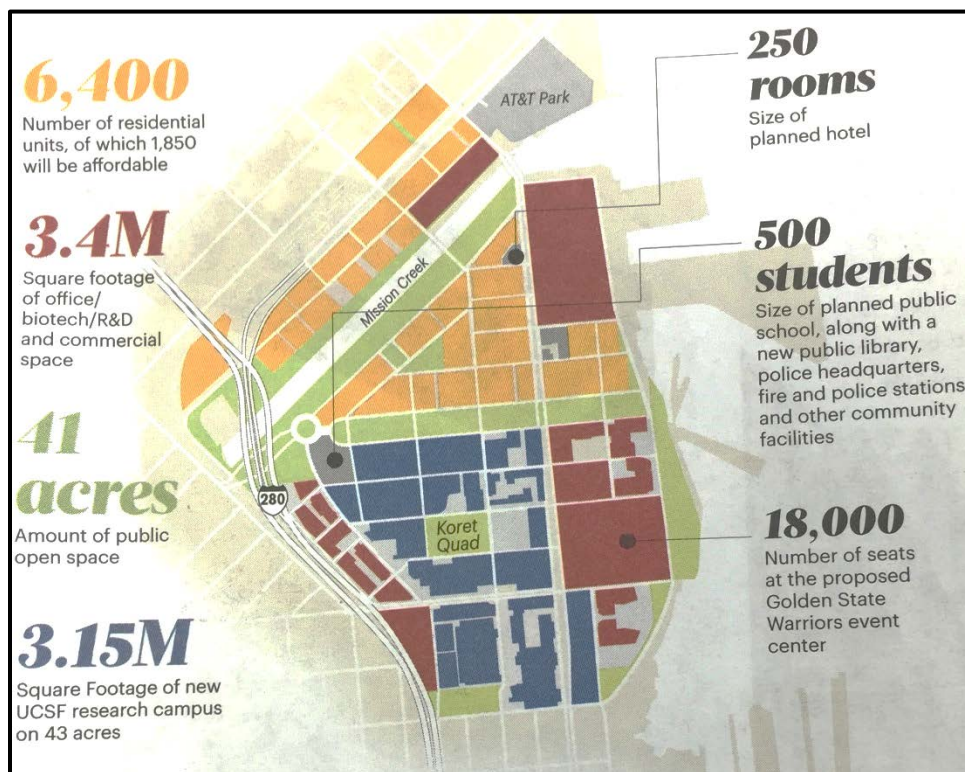 6,400
Number of residential
units, of which 1,850
will be affordable
3.4M
Square footage
of office/
biotech/R&D
and commercial
space
41
acres
Amount of public
open space
3.15M
Square Footage of new
UCSF research campus
on 43 acres
AT&T Park
Mission Creek
280
Koret
Quad
250
rooms
Size of
planned hotel
500
students
Size of planned public
school, along with a
new public library,
police headquarters,
fire and police stations
and other community
facilities
18,000
Number of seats
at the proposed
Golden State
Warriors event
center